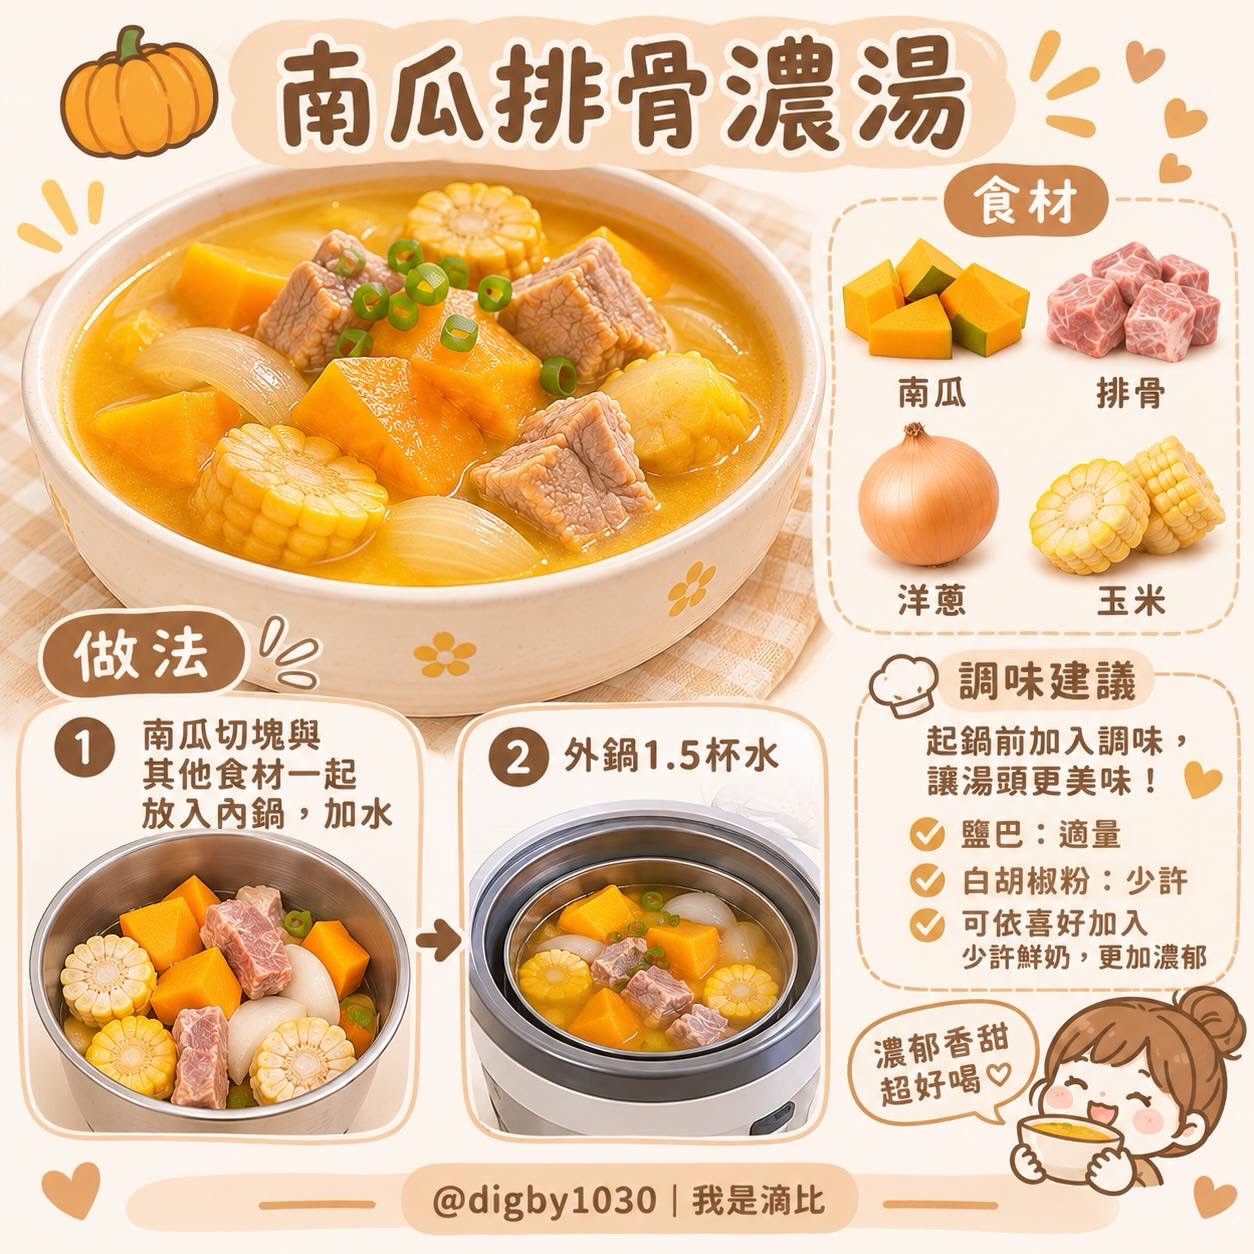 南瓜排骨濃湯
食材
南瓜
排骨
洋蔥
玉米
做法
1
南瓜切塊與
其他食材一起
放入內鍋，加水
2
外鍋1.5杯水
調味建議
起鍋前加入調味，
讓湯頭更美味！
鹽巴：適量
白胡椒粉：少許
可依喜好加入
少許鮮奶，更加濃郁
濃郁香甜
超好喝♡
@digby1030｜我是滴比